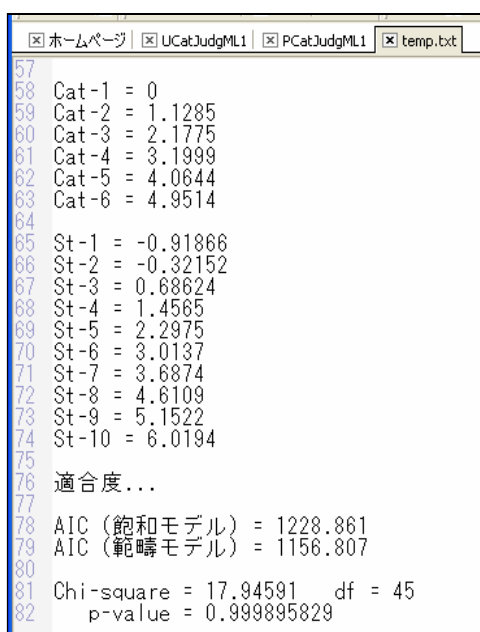 ホームページ UCatJudgML1 PCatJudgML1 temp.txt
57
58 Cat-1 = 0
59 Cat-2 = 1.1285
60 Cat-3 = 2.1775
61 Cat-4 = 3.1999
62 Cat-5 = 4.0644
63 Cat-6 = 4.9514
64
65 St-1 = -0.91866
66 St-2 = -0.32152
67 St-3 = 0.68624
68 St-4 = 1.4565
69 St-5 = 2.2975
70 St-6 = 3.0137
71 St-7 = 3.6874
72 St-8 = 4.6109
73 St-9 = 5.1522
74 St-10 = 6.0194
75
76 適合度...
77
78 AIC (飽和モデル) = 1228.861
79 AIC (範疇モデル) = 1156.807
80
81 Chi-square = 17.94591 df = 45
82 p-value = 0.999895829